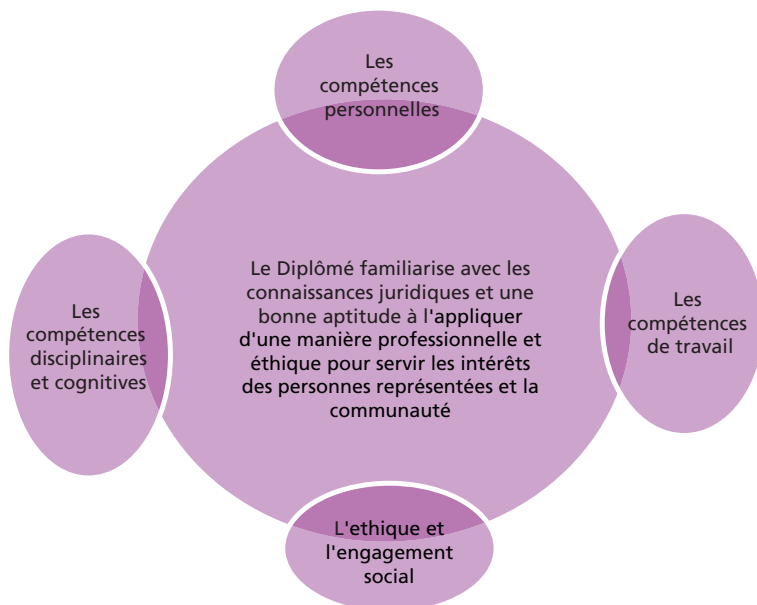 Les
compétences
personnelles
Le Diplômé familiarise avec les
connaissances juridiques et une
bonne aptitude à l'appliquer
d'une manière professionnelle et
éthique pour servir les intérêts
des personnes représentées et la
communauté
Les
compétences
disciplinaires
et cognitives
Les
compétences
de travail
L'ethique et
l'engagement
social